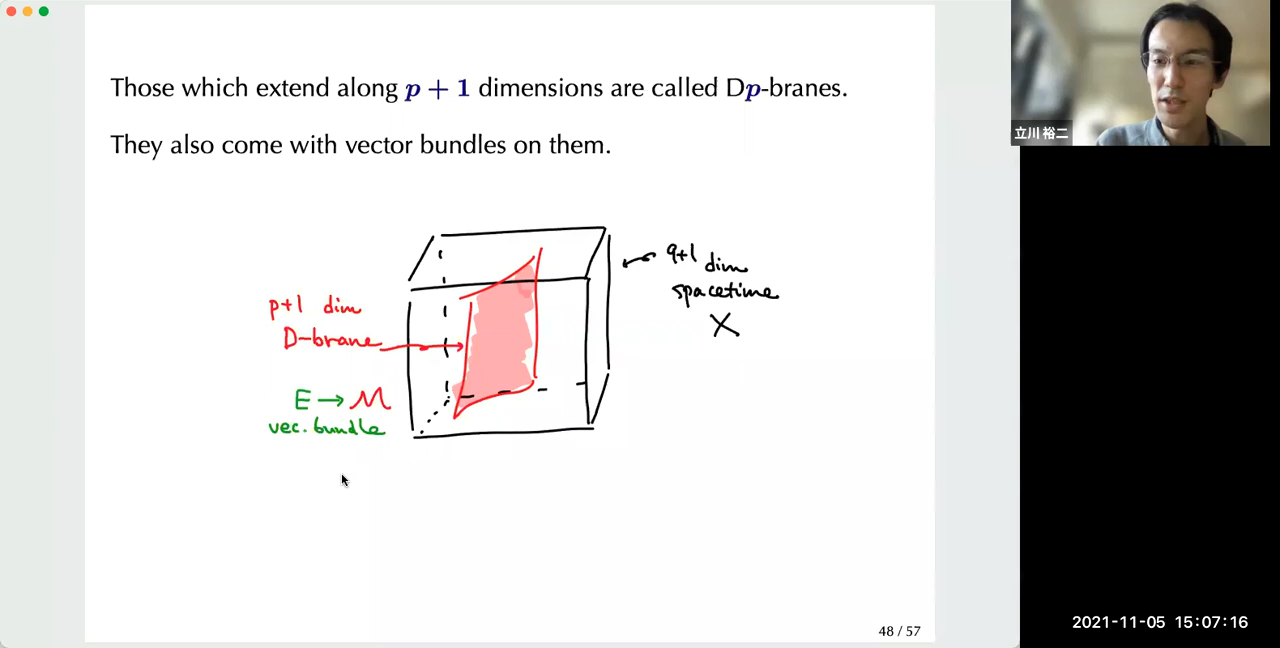 Those which extend along p + 1 dimensions are called Dp-branes.
They also come with vector bundles on them.
9+1 dim
spacetime
X
p+1 dim
D-brane
E → M
vec. bundle
48 / 57
立川 裕二
2021-11-05 15:07:16